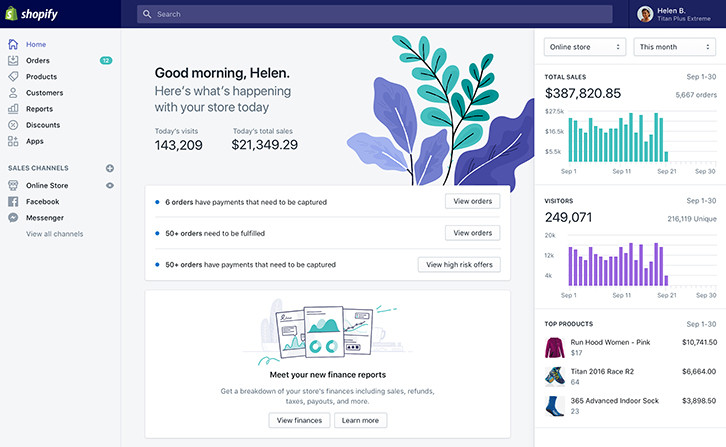 shopify
Search
Helen B.
Titan Plus Extreme
Home
Orders 12
Products
Customers
Reports
Discounts
Apps
SALES CHANNELS
Online Store
Facebook
Messenger
View all channels
Good morning, Helen.
Here's what's happening
with your store today
Today's visits
143,209
Today's total sales
$21,349.29
6 orders have payments that need to be captured
View orders
50+ orders need to be fulfilled
View orders
50+ orders have payments that need to be captured
View high risk offers
Meet your new finance reports
Get a breakdown of your store's finances including sales, refunds,
taxes, payouts, and more.
View finances
Learn more
Online store
This month
TOTAL SALES Sep 1-30
$387,820.85 5,667 orders
$27.5k
$16.5k
$5.5k
Sep 1 Sep 11 Sep 21 Sep 30
VISITORS Sep 1-30
249,071 216,119 Unique
20k
12k
4k
Sep 1 Sep 11 Sep 21 Sep 30
TOP PRODUCTS Sep 1-30
Run Hood Women - Pink $10,741.50
$17
Titan 2016 Race R2 $6,664.00
64
365 Advanced Indoor Sock $3,898.50
23